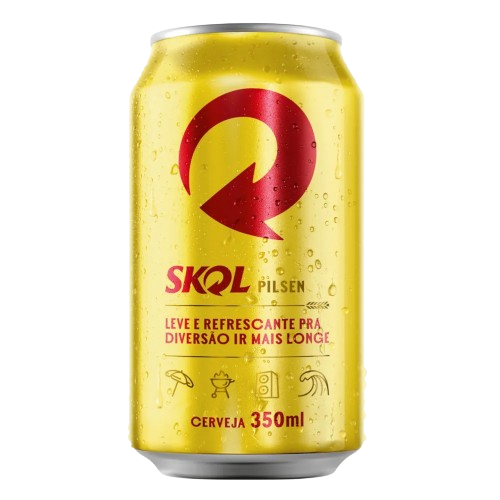 SKOL PILSEN
LEVE E REFRESCANTE PRA
DIVERSÃO IR MAIS LONGE
CERVEJA 350ml